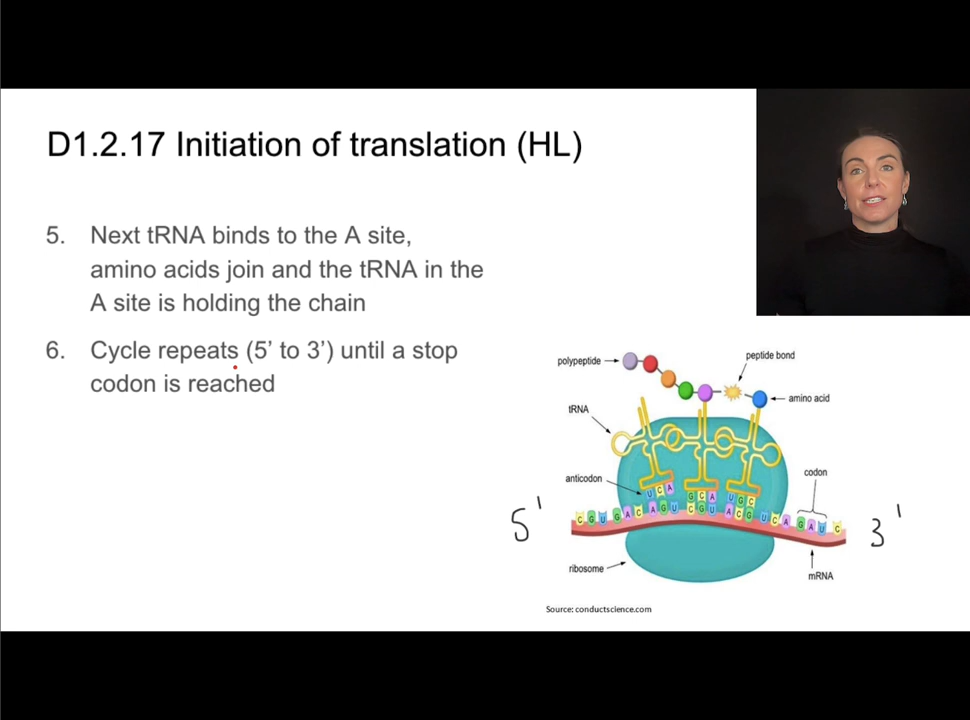 D1.2.17 Initiation of translation (HL)
5. Next tRNA binds to the A site,
amino acids join and the tRNA in the
A site is holding the chain
6. Cycle repeats (5’ to 3’) until a stop
codon is reached
polypeptide
peptide bond
amino acid
tRNA
anticodon
codon
U C A G C A U G C
5'
C G U G A C A G U C G U A C G U C A G A U C
3'
ribosome
mRNA
Source: conductscience.com